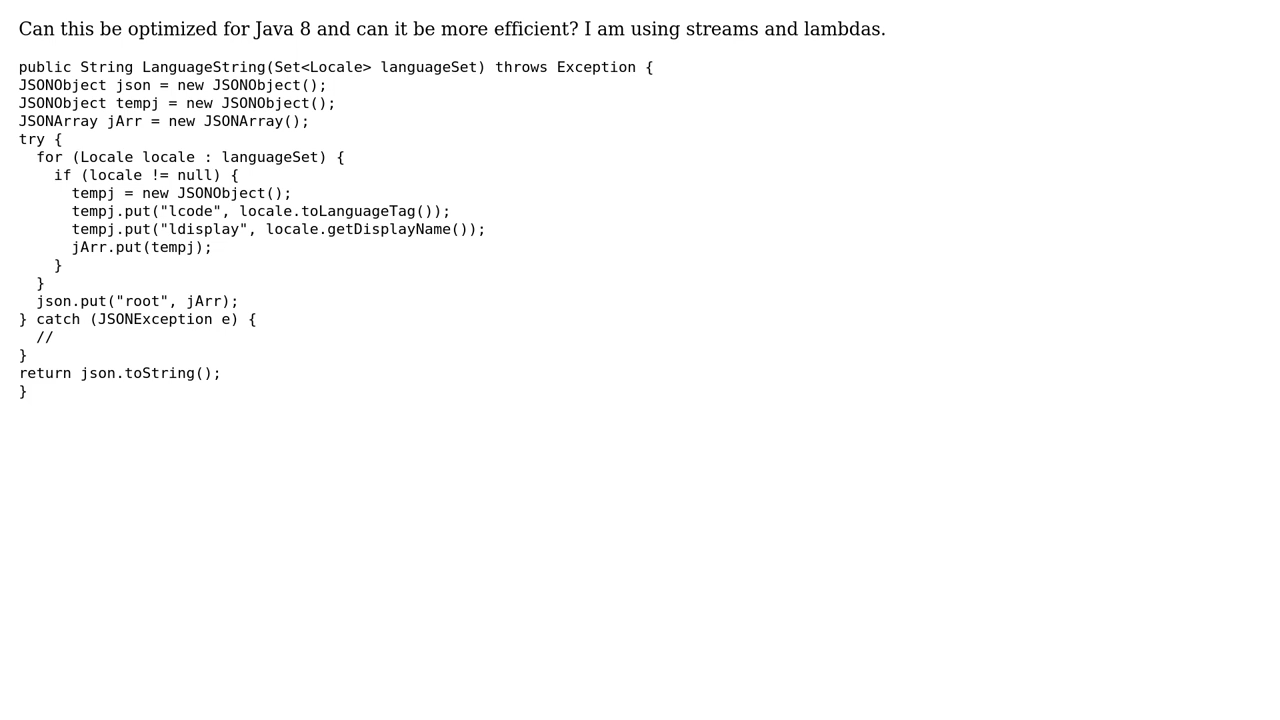 Can this be optimized for Java 8 and can it be more efficient? I am using streams and lambdas.
public String LanguageString(Set<Locale> languageSet) throws Exception {
JSONObject json = new JSONObject();
JSONObject tempj = new JSONObject();
JSONArray jArr = new JSONArray();
try {
  for (Locale locale : languageSet) {
    if (locale != null) {
      tempj = new JSONObject();
      tempj.put("lcode", locale.toLanguageTag());
      tempj.put("ldisplay", locale.getDisplayName());
      jArr.put(tempj);
    }
  }
  json.put("root", jArr);
} catch (JSONException e) {
  //
}
return json.toString();
}